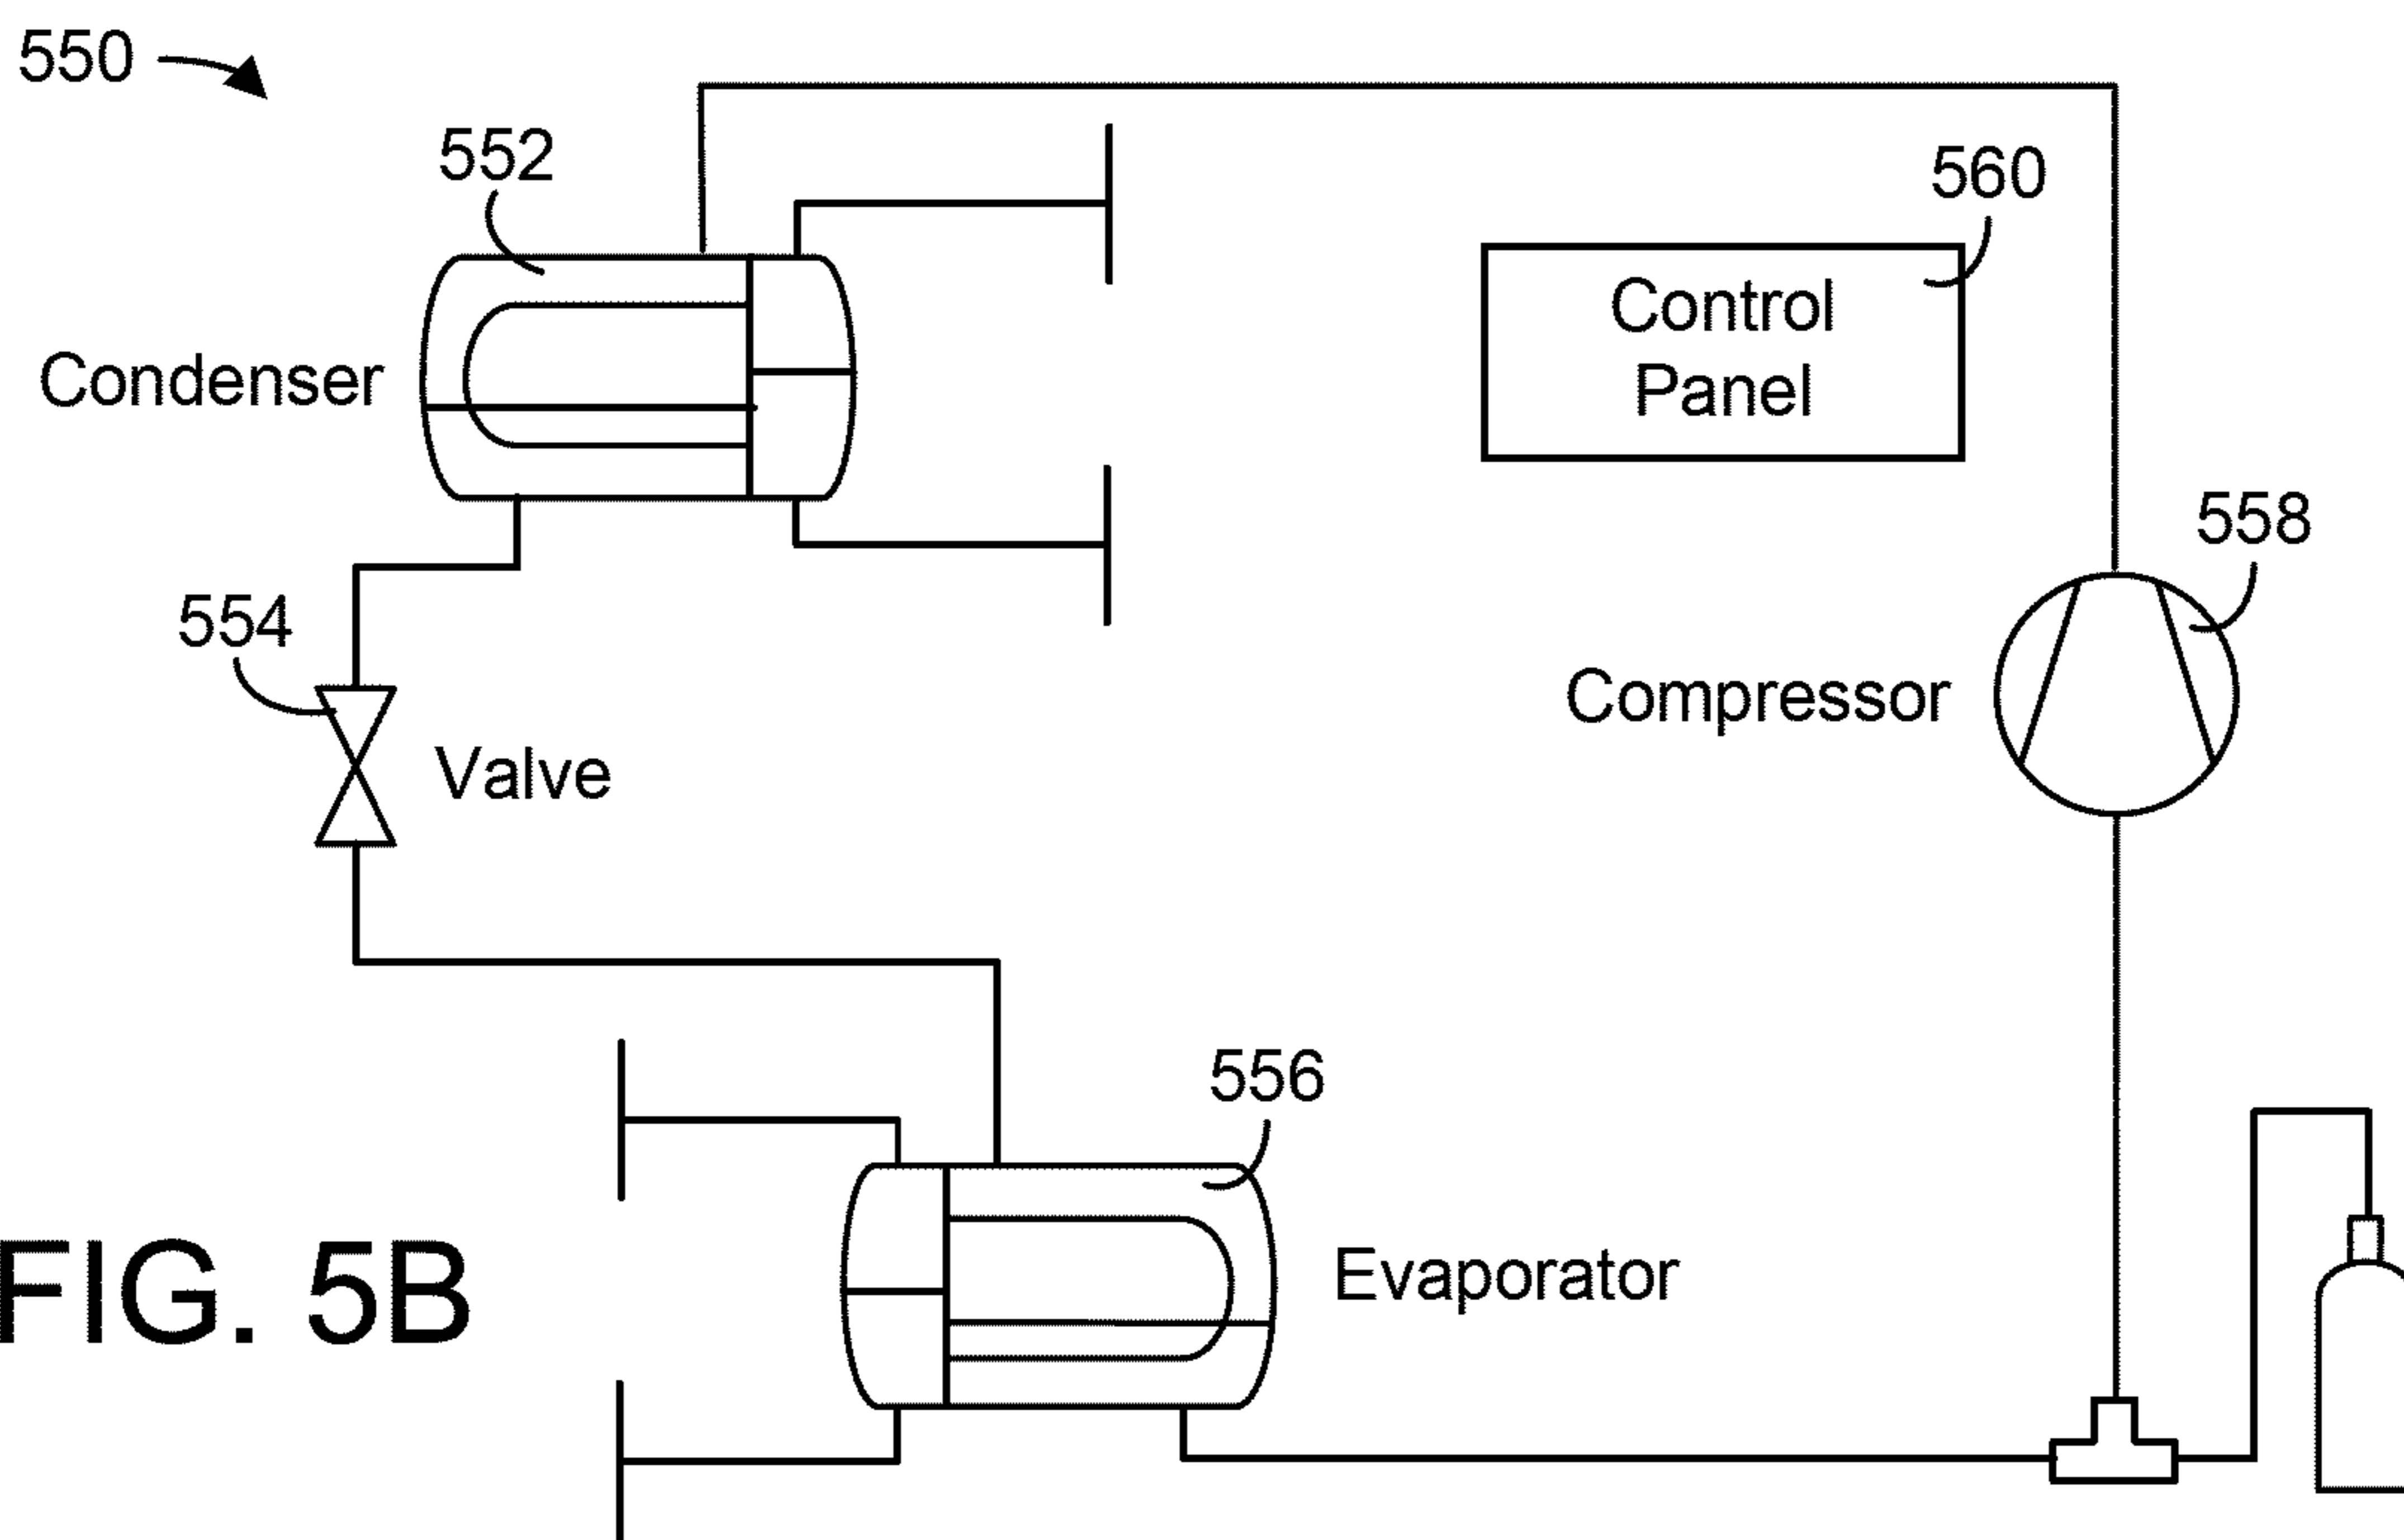 550
552
560
Control
Panel
Condenser
558
554
Compressor
Valve
556
Evaporator
FIG. 5B